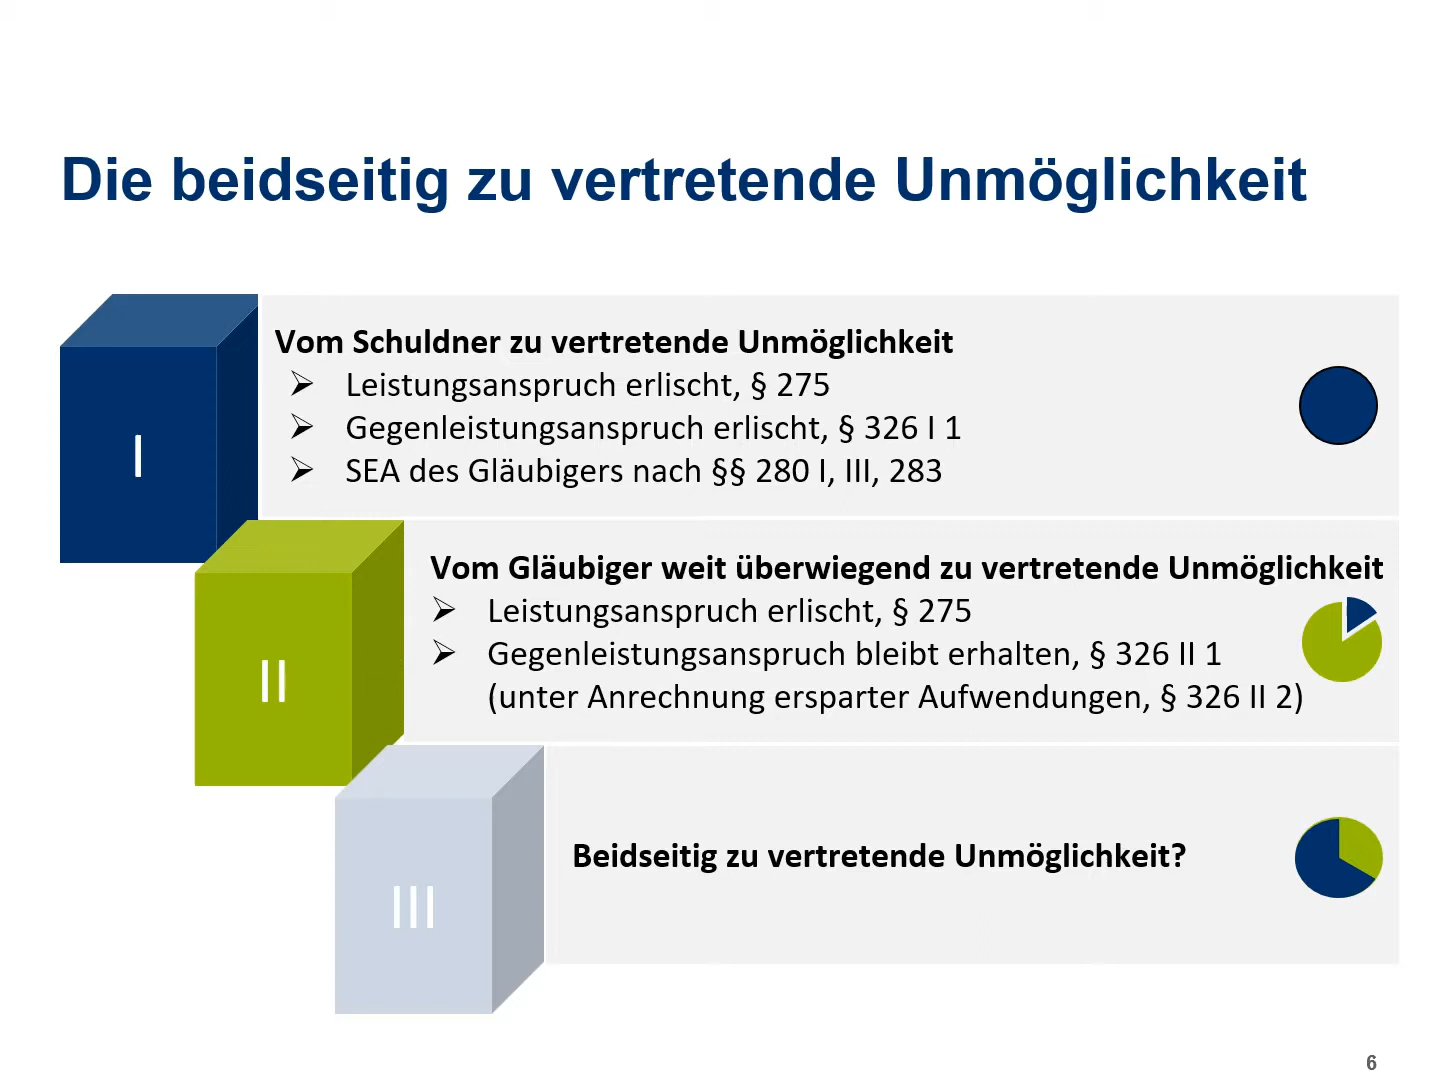 Die beidseitig zu vertretende Unmöglichkeit
I
Vom Schuldner zu vertretende Unmöglichkeit
➢ Leistungsanspruch erlischt, § 275
➢ Gegenleistungsanspruch erlischt, § 326 I 1
➢ SEA des Gläubigers nach §§ 280 I, III, 283
II
Vom Gläubiger weit überwiegend zu vertretende Unmöglichkeit
➢ Leistungsanspruch erlischt, § 275
➢ Gegenleistungsanspruch bleibt erhalten, § 326 II 1
(unter Anrechnung ersparter Aufwendungen, § 326 II 2)
III
Beidseitig zu vertretende Unmöglichkeit?
6